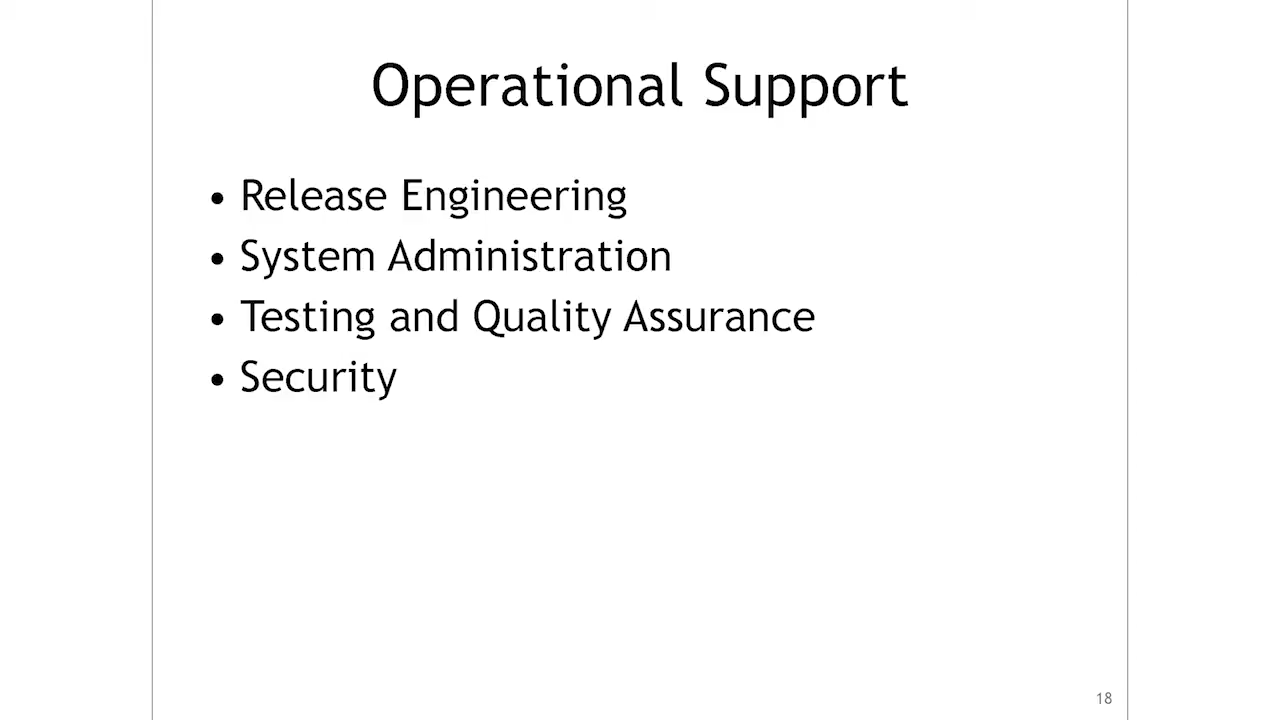 Operational Support
• Release Engineering
• System Administration
• Testing and Quality Assurance
• Security
18